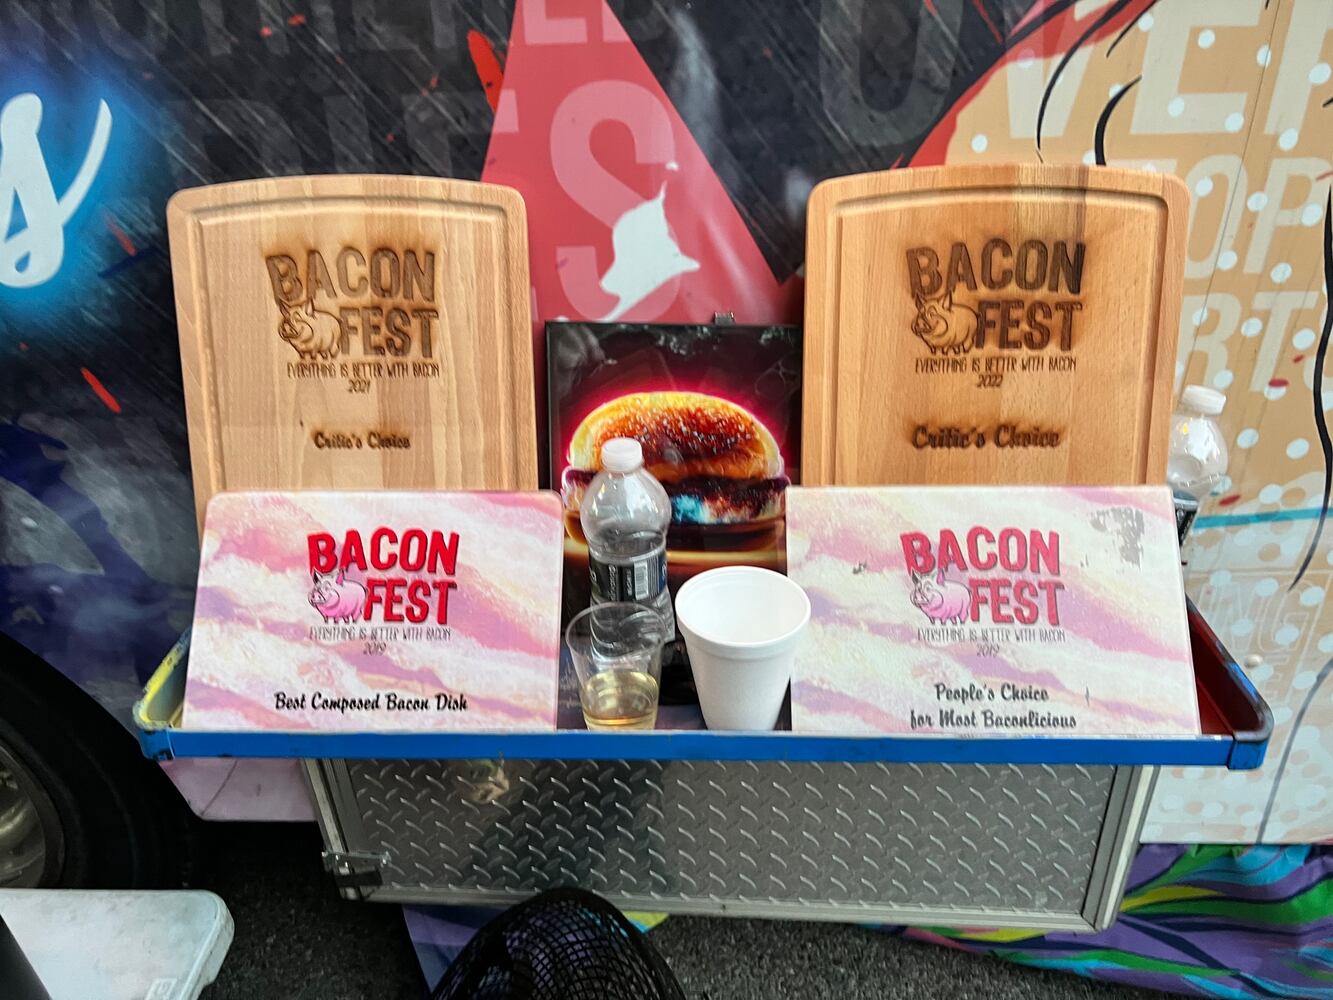 S
BACON
FEST
EVERYTHING IS BETTER WITH BACON
2021
Critic's Choice
BACON
FEST
EVERYTHING IS BETTER WITH BACON
2022
Critic's Choice
BACON
FEST
EVERYTHING IS BETTER WITH BACON
2019
Best Composed Bacon Dish
BACON
FEST
EVERYTHING IS BETTER WITH BACON
2019
People's Choice
for Most Baconlicious